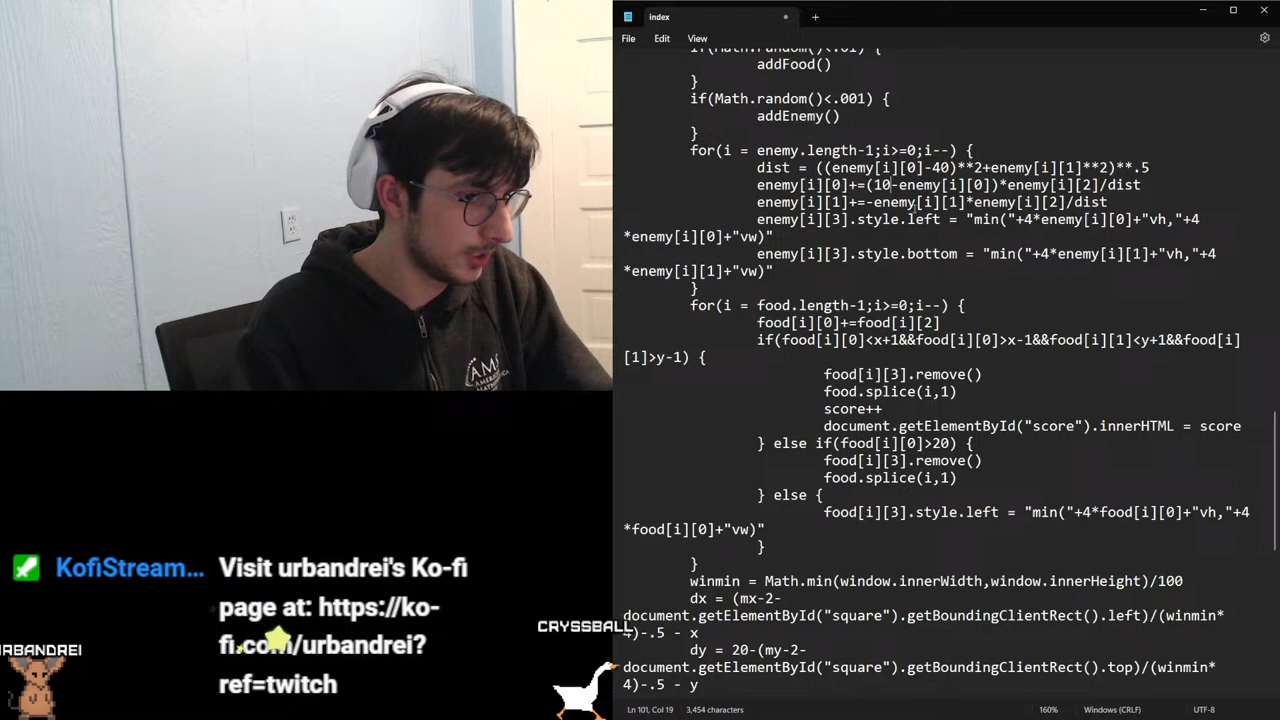 index
File Edit View
addFood()
}
if(Math.random()<.001) {
addEnemy()
}
for(i = enemy.length-1;i>=0;i--) {
dist = ((enemy[i][0]-40)**2+enemy[i][1]**2)**.5
enemy[i][0]+=(10-enemy[i][0])*enemy[i][2]/dist
enemy[i][1]+=-enemy[i][1]*enemy[i][2]/dist
enemy[i][3].style.left = "min("+4*enemy[i][0]+"vh,"+4
*enemy[i][0]+"vw)"
enemy[i][3].style.bottom = "min("+4*enemy[i][1]+"vh,"+4
*enemy[i][1]+"vw)"
}
for(i = food.length-1;i>=0;i--) {
food[i][0]+=food[i][2]
if(food[i][0]<x+1&&food[i][0]>x-1&&food[i][1]<y+1&&food[i]
[1]>y-1) {
food[i][3].remove()
food.splice(i,1)
score++
document.getElementById("score").innerHTML = score
} else if(food[i][0]>20) {
food[i][3].remove()
food.splice(i,1)
} else {
food[i][3].style.left = "min("+4*food[i][0]+"vh,"+4
*food[i][0]+"vw)"
}
}
winmin = Math.min(window.innerWidth,window.innerHeight)/100
dx = (mx-2-
document.getElementById("square").getBoundingClientRect().left)/(winmin*
4)-.5 - x
dy = 20-(my-2-
document.getElementById("square").getBoundingClientRect().top)/(winmin*
4)-.5 - y
Ln 101, Col 19 3,454 characters 160% Windows (CRLF) UTF-8
KofiStream... Visit urbandrei's Ko-fi
page at: https://ko-
fi.com/urbandrei?
ref=twitch
CRYSSBALL
RBANDREI